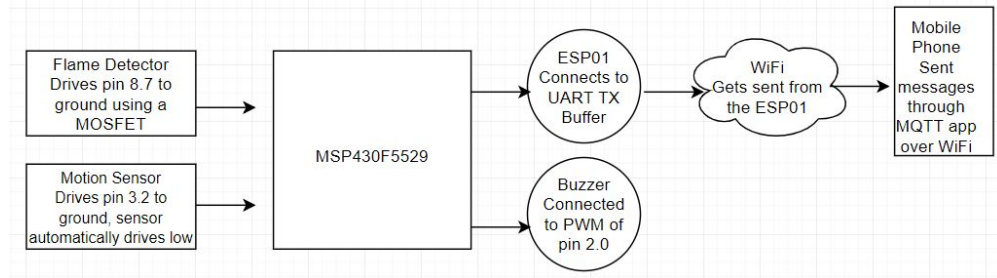 Flame Detector
Drives pin 8.7 to
ground using a
MOSFET
Motion Sensor
Drives pin 3.2 to
ground, sensor
automatically drives low
MSP430F5529
ESP01
Connects to
UART TX
Buffer
Buzzer
Connected
to PWM of
pin 2.0
WiFi
Gets sent from
the ESP01
Mobile
Phone
Sent
messages
through
MQTT app
over WiFi